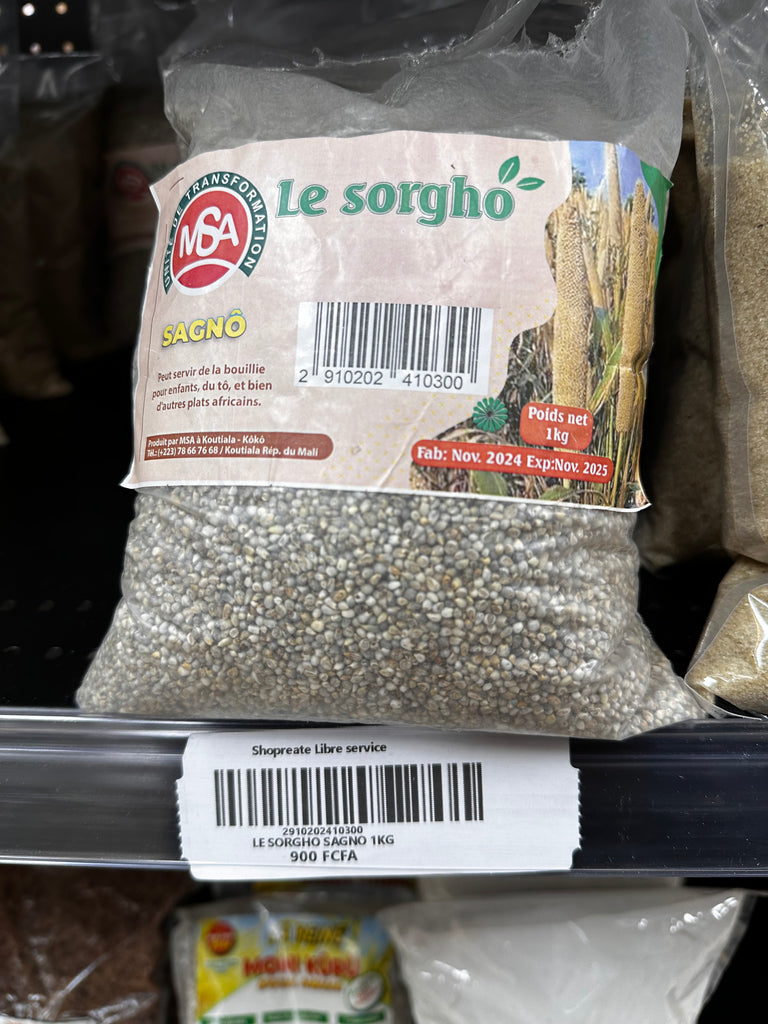 UNITÉ DE TRANSFORMATION
MSA
Le sorgho
SAGNÔ
2 910202 410300
Peut servir de la bouillie
pour enfants, du tô, et bien
d'autres plats africains.
Poids net
1kg
Produit par MSA à Koutiala - Kôkô
Tél.: (+223) 78 66 76 68 / Koutiala Rép. du Mali
Fab: Nov. 2024 Exp:Nov. 2025
Shopreate Libre service
2910202410300
LE SORGHO SAGNO 1KG
900 FCFA